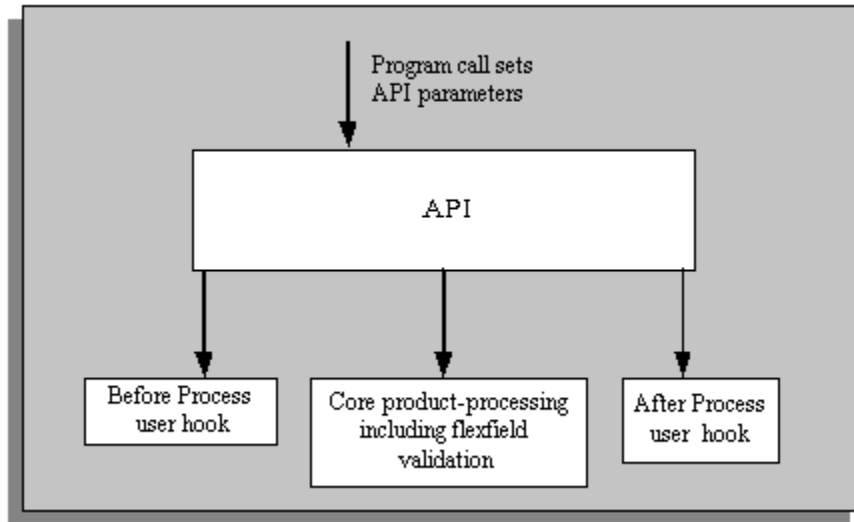 Program call sets
API parameters
API
Before Process
user hook
Core product-processing
including flexfield
validation
After Process
user hook